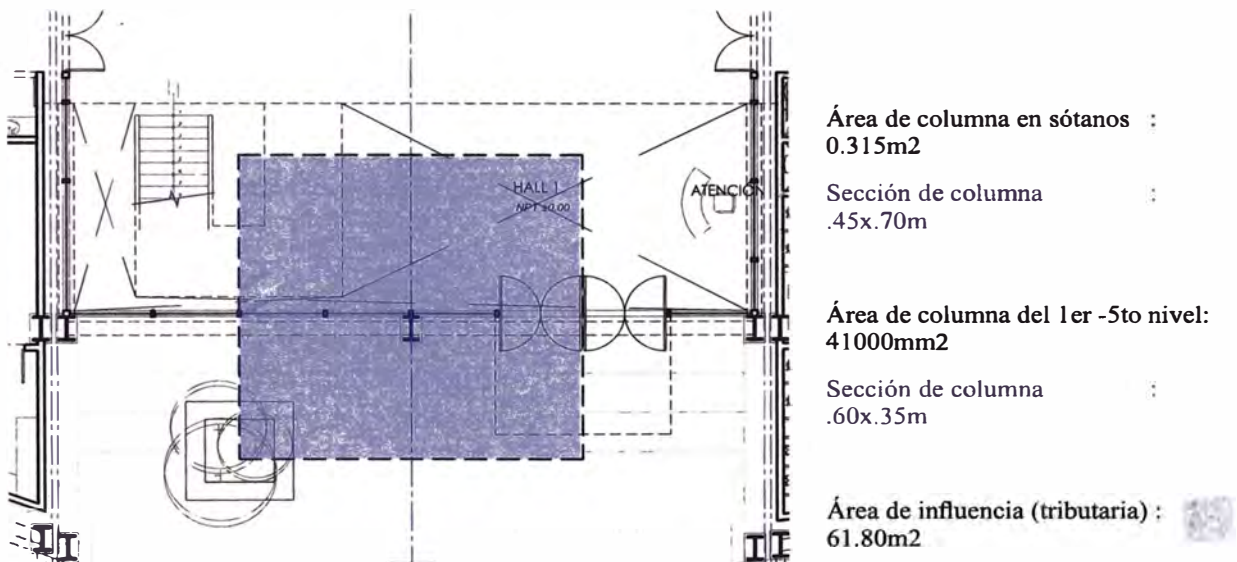 HALL 1
NPT ±0.00
ATENCION
Área de columna en sótanos :
0.315m2
Sección de columna :
.45x.70m
Área de columna del 1er -5to nivel:
41000mm2
Sección de columna :
.60x.35m
Área de influencia (tributaria) :
61.80m2